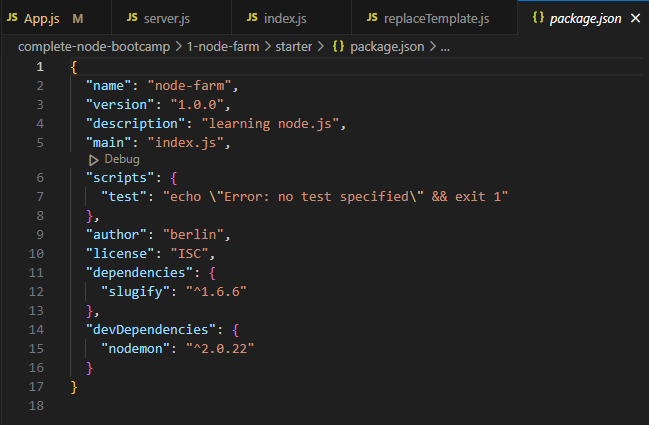 JS App.js M JS server.js JS index.js JS replaceTemplate.js {} package.json ×
complete-node-bootcamp > 1-node-farm > starter > {} package.json > ...
1 {
2 "name": "node-farm",
3 "version": "1.0.0",
4 "description": "learning node.js",
5 "main": "index.js",
Debug
6 "scripts": {
7 "test": "echo \"Error: no test specified\" && exit 1"
8 },
9 "author": "berlin",
10 "license": "ISC",
11 "dependencies": {
12 "slugify": "^1.6.6"
13 },
14 "devDependencies": {
15 "nodemon": "^2.0.22"
16 }
17 }
18